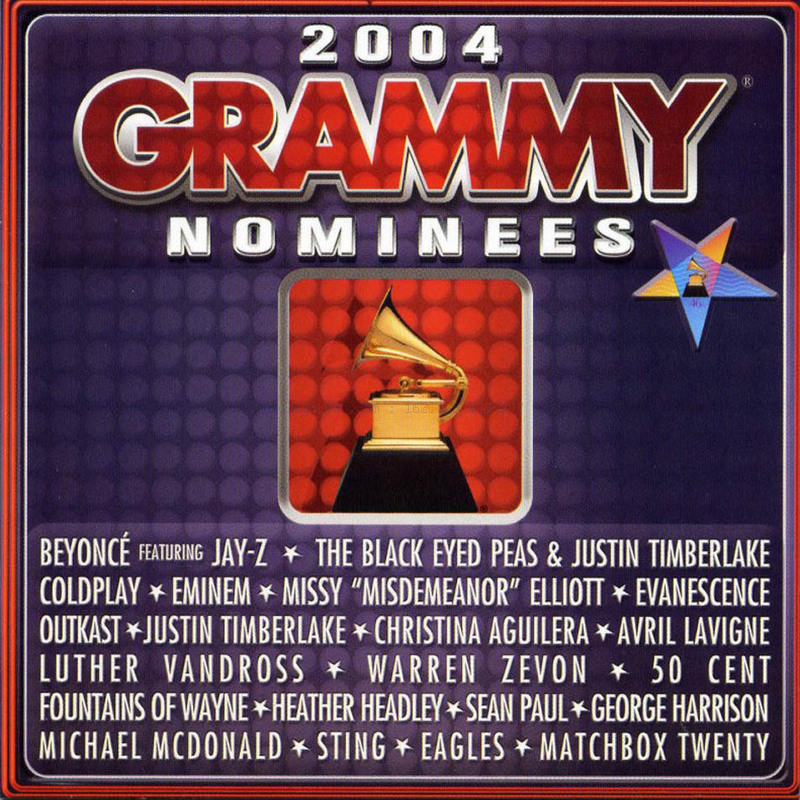 2004
GRAMMY®
NOMINEES
BEYONCÉ FEATURING JAY-Z ★ THE BLACK EYED PEAS & JUSTIN TIMBERLAKE
COLDPLAY ★ EMINEM ★ MISSY "MISDEMEANOR" ELLIOTT ★ EVANESCENCE
OUTKAST ★ JUSTIN TIMBERLAKE ★ CHRISTINA AGUILERA ★ AVRIL LAVIGNE
LUTHER VANDROSS ★ WARREN ZEVON ★ 50 CENT
FOUNTAINS OF WAYNE ★ HEATHER HEADLEY ★ SEAN PAUL ★ GEORGE HARRISON
MICHAEL MCDONALD ★ STING ★ EAGLES ★ MATCHBOX TWENTY